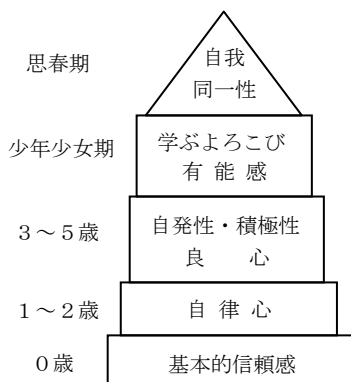 思春期
自我
同一性
少年少女期
学ぶよろこび
有 能 感
3～5歳
自発性・積極性
良　　心
1～2歳
自 律 心
0歳
基本的信頼感